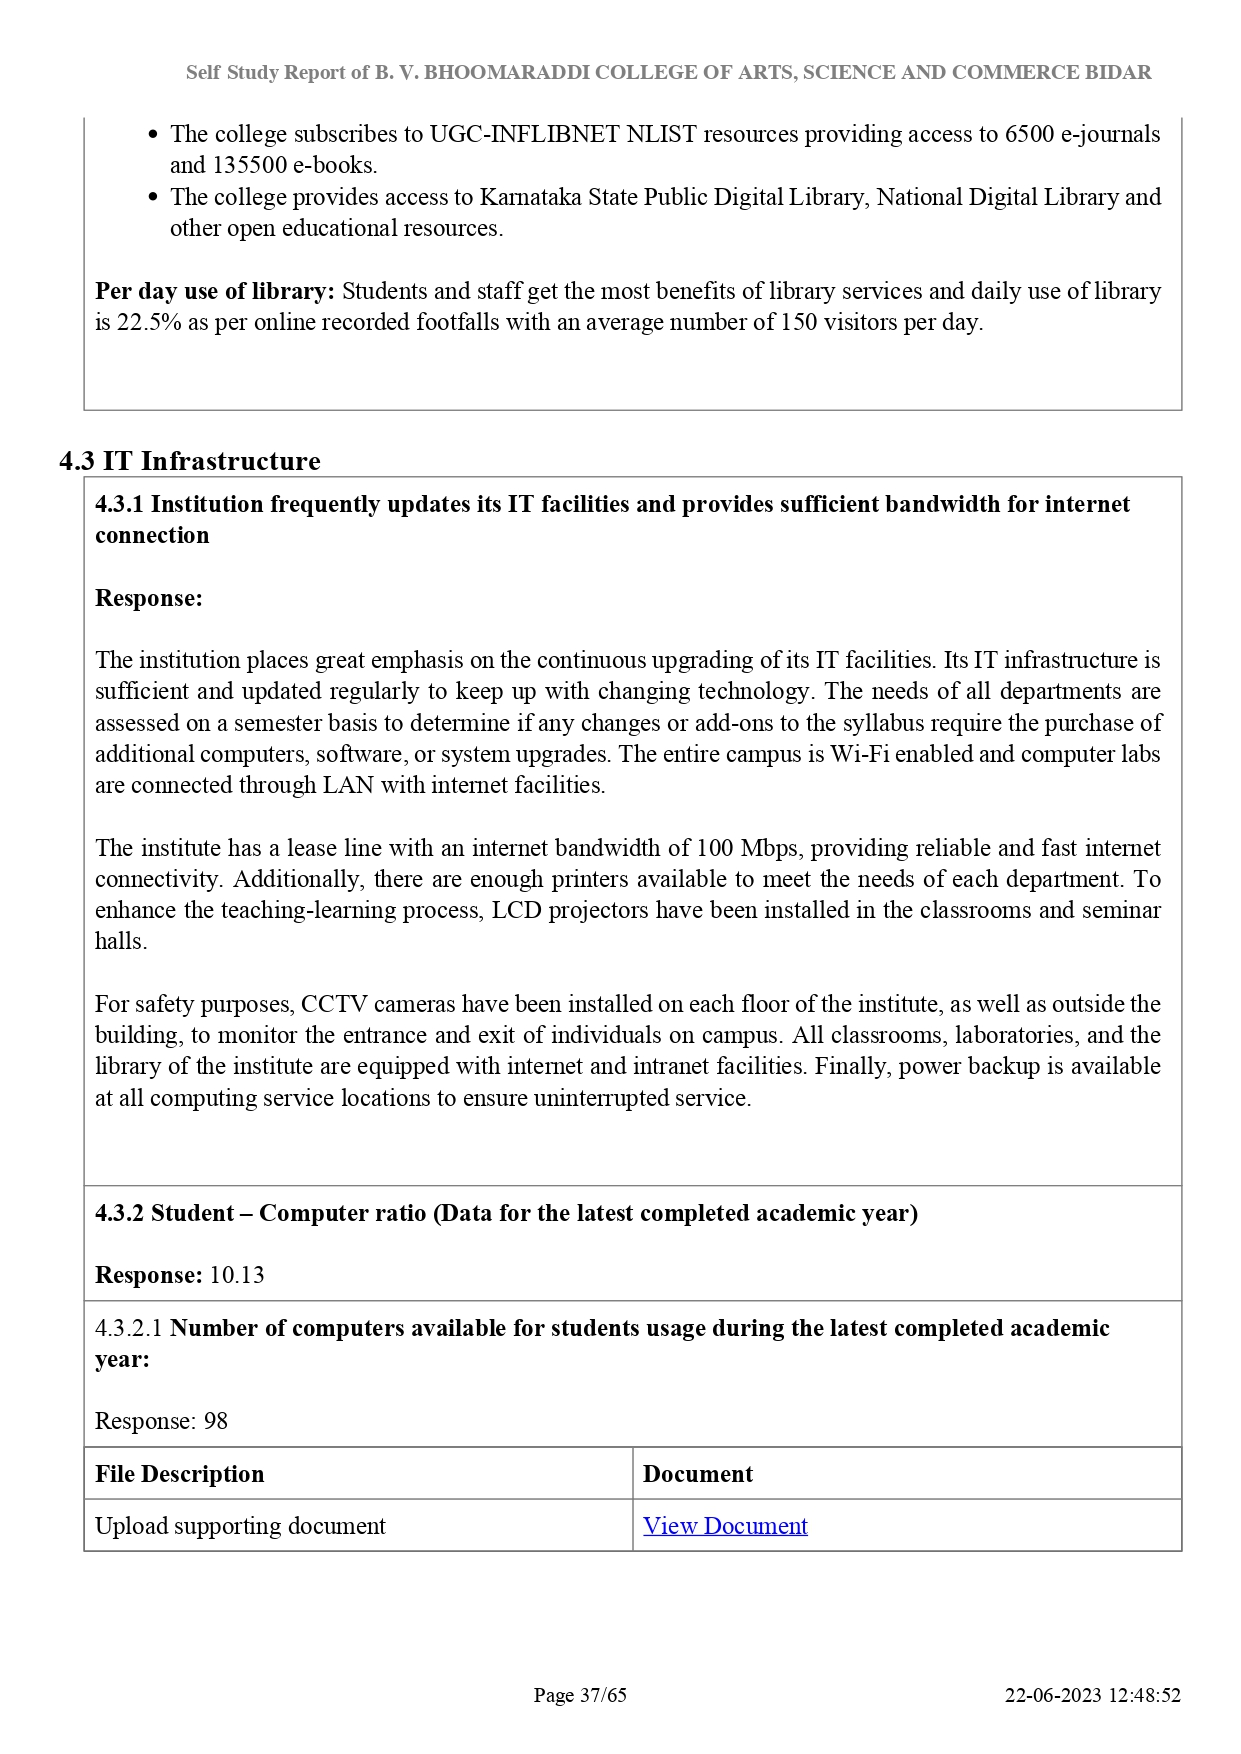 Self Study Report of B. V. BHOOMARADDI COLLEGE OF ARTS, SCIENCE AND COMMERCE BIDAR
• The college subscribes to UGC-INFLIBNET NLIST resources providing access to 6500 e-journals
and 135500 e-books.
• The college provides access to Karnataka State Public Digital Library, National Digital Library and
other open educational resources.
Per day use of library: Students and staff get the most benefits of library services and daily use of library
is 22.5% as per online recorded footfalls with an average number of 150 visitors per day.
4.3 IT Infrastructure
4.3.1 Institution frequently updates its IT facilities and provides sufficient bandwidth for internet
connection
Response:
The institution places great emphasis on the continuous upgrading of its IT facilities. Its IT infrastructure is
sufficient and updated regularly to keep up with changing technology. The needs of all departments are
assessed on a semester basis to determine if any changes or add-ons to the syllabus require the purchase of
additional computers, software, or system upgrades. The entire campus is Wi-Fi enabled and computer labs
are connected through LAN with internet facilities.
The institute has a lease line with an internet bandwidth of 100 Mbps, providing reliable and fast internet
connectivity. Additionally, there are enough printers available to meet the needs of each department. To
enhance the teaching-learning process, LCD projectors have been installed in the classrooms and seminar
halls.
For safety purposes, CCTV cameras have been installed on each floor of the institute, as well as outside the
building, to monitor the entrance and exit of individuals on campus. All classrooms, laboratories, and the
library of the institute are equipped with internet and intranet facilities. Finally, power backup is available
at all computing service locations to ensure uninterrupted service.
4.3.2 Student – Computer ratio (Data for the latest completed academic year)
Response: 10.13
4.3.2.1 Number of computers available for students usage during the latest completed academic
year:
Response: 98
File Description Document
Upload supporting document View Document
Page 37/65 22-06-2023 12:48:52